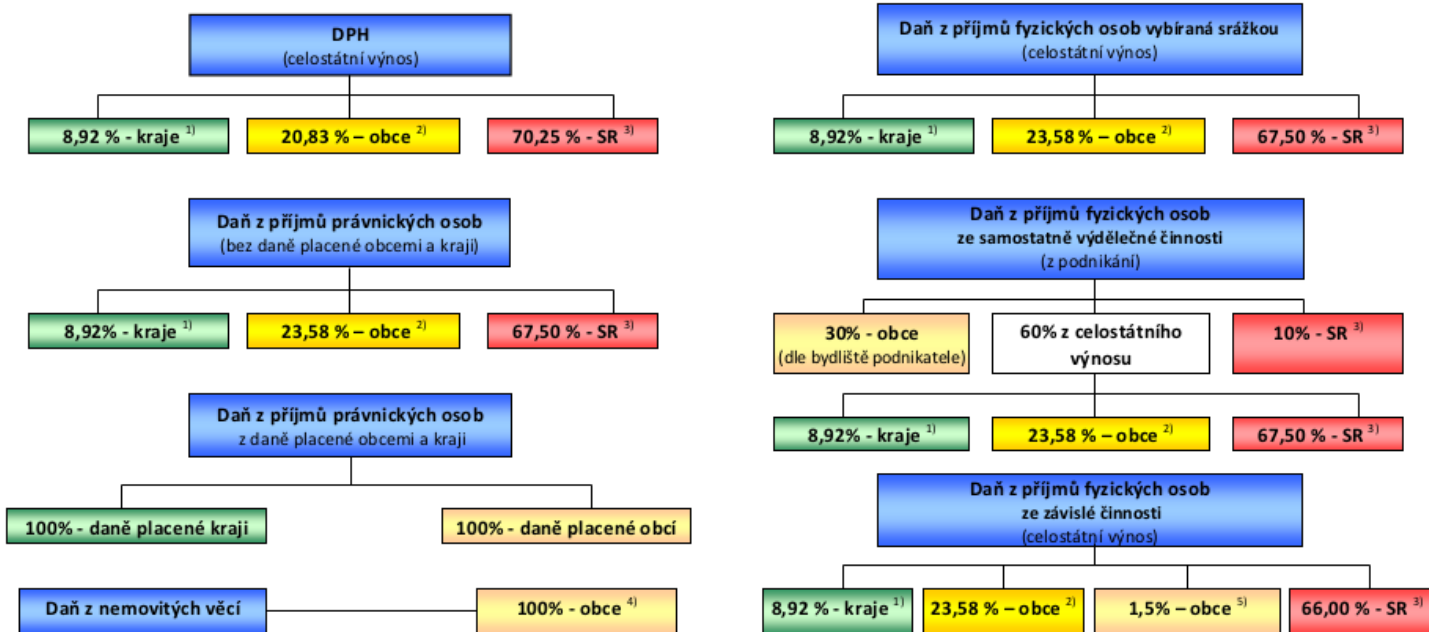 DPH
(celostátní výnos)
8,92 % - kraje 1)
20,83 % – obce 2)
70,25 % - SR 3)
Daň z příjmů právnických osob
(bez daně placené obcemi a kraji)
8,92% - kraje 1)
23,58 % – obce 2)
67,50 % - SR 3)
Daň z příjmů právnických osob
z daně placené obcemi a kraji
100% - daně placené kraji
100% - daně placené obcí
Daň z nemovitých věcí
100% - obce 4)
Daň z příjmů fyzických osob vybíraná srážkou
(celostátní výnos)
8,92% - kraje 1)
23,58 % – obce 2)
67,50 % - SR 3)
Daň z příjmů fyzických osob
ze samostatně výdělečné činnosti
(z podnikání)
30% - obce
(dle bydliště podnikatele)
60% z celostátního
výnosu
10% - SR 3)
8,92% - kraje 1)
23,58 % – obce 2)
67,50 % - SR 3)
Daň z příjmů fyzických osob
ze závislé činnosti
(celostátní výnos)
8,92 % - kraje 1)
23,58 % – obce 2)
1,5% – obce 5)
66,00 % - SR 3)